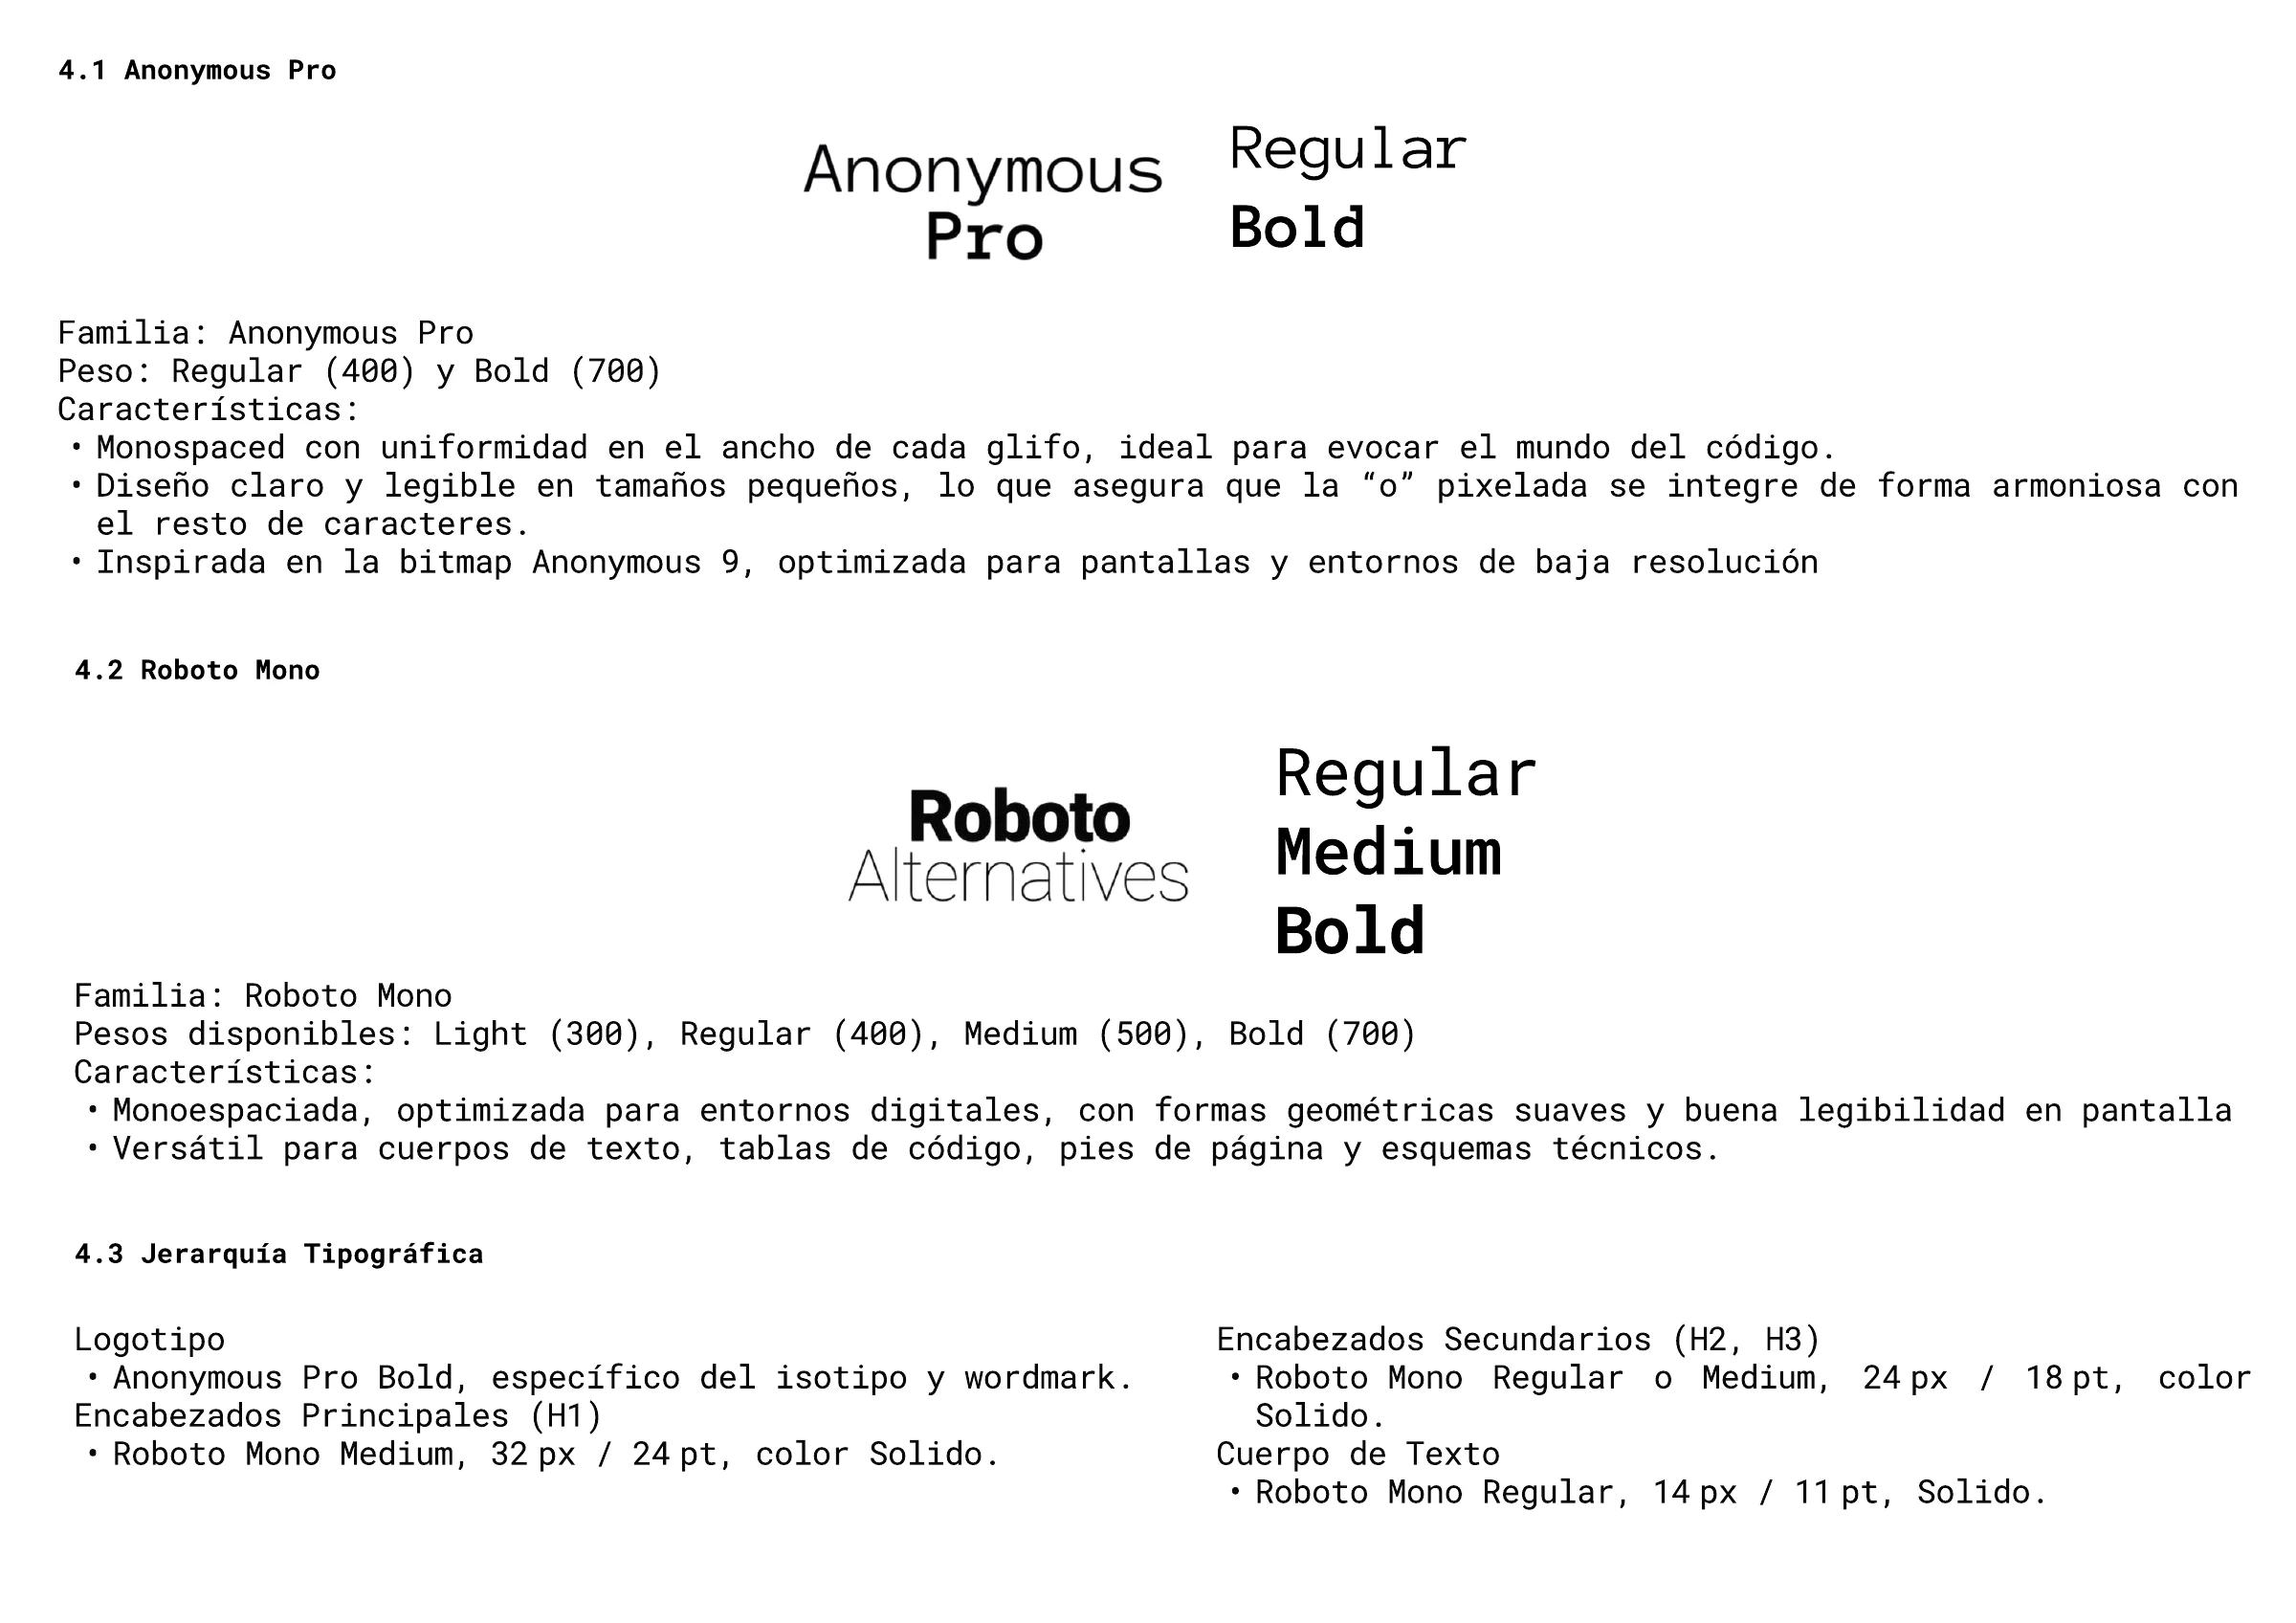 4.1 Anonymous Pro
Anonymous
Pro
Regular
Bold
Familia: Anonymous Pro
Peso: Regular (400) y Bold (700)
Características:
• Monospaced con uniformidad en el ancho de cada glifo, ideal para evocar el mundo del código.
• Diseño claro y legible en tamaños pequeños, lo que asegura que la “o” pixelada se integre de forma armoniosa con
el resto de caracteres.
• Inspirada en la bitmap Anonymous 9, optimizada para pantallas y entornos de baja resolución
4.2 Roboto Mono
Roboto
Alternatives
Regular
Medium
Bold
Familia: Roboto Mono
Pesos disponibles: Light (300), Regular (400), Medium (500), Bold (700)
Características:
• Monoespaciada, optimizada para entornos digitales, con formas geométricas suaves y buena legibilidad en pantalla
• Versátil para cuerpos de texto, tablas de código, pies de página y esquemas técnicos.
4.3 Jerarquía Tipográfica
Logotipo
• Anonymous Pro Bold, específico del isotipo y wordmark.
Encabezados Principales (H1)
• Roboto Mono Medium, 32 px / 24 pt, color Solido.
Encabezados Secundarios (H2, H3)
• Roboto Mono Regular o Medium, 24 px / 18 pt, color
Solido.
Cuerpo de Texto
• Roboto Mono Regular, 14 px / 11 pt, Solido.